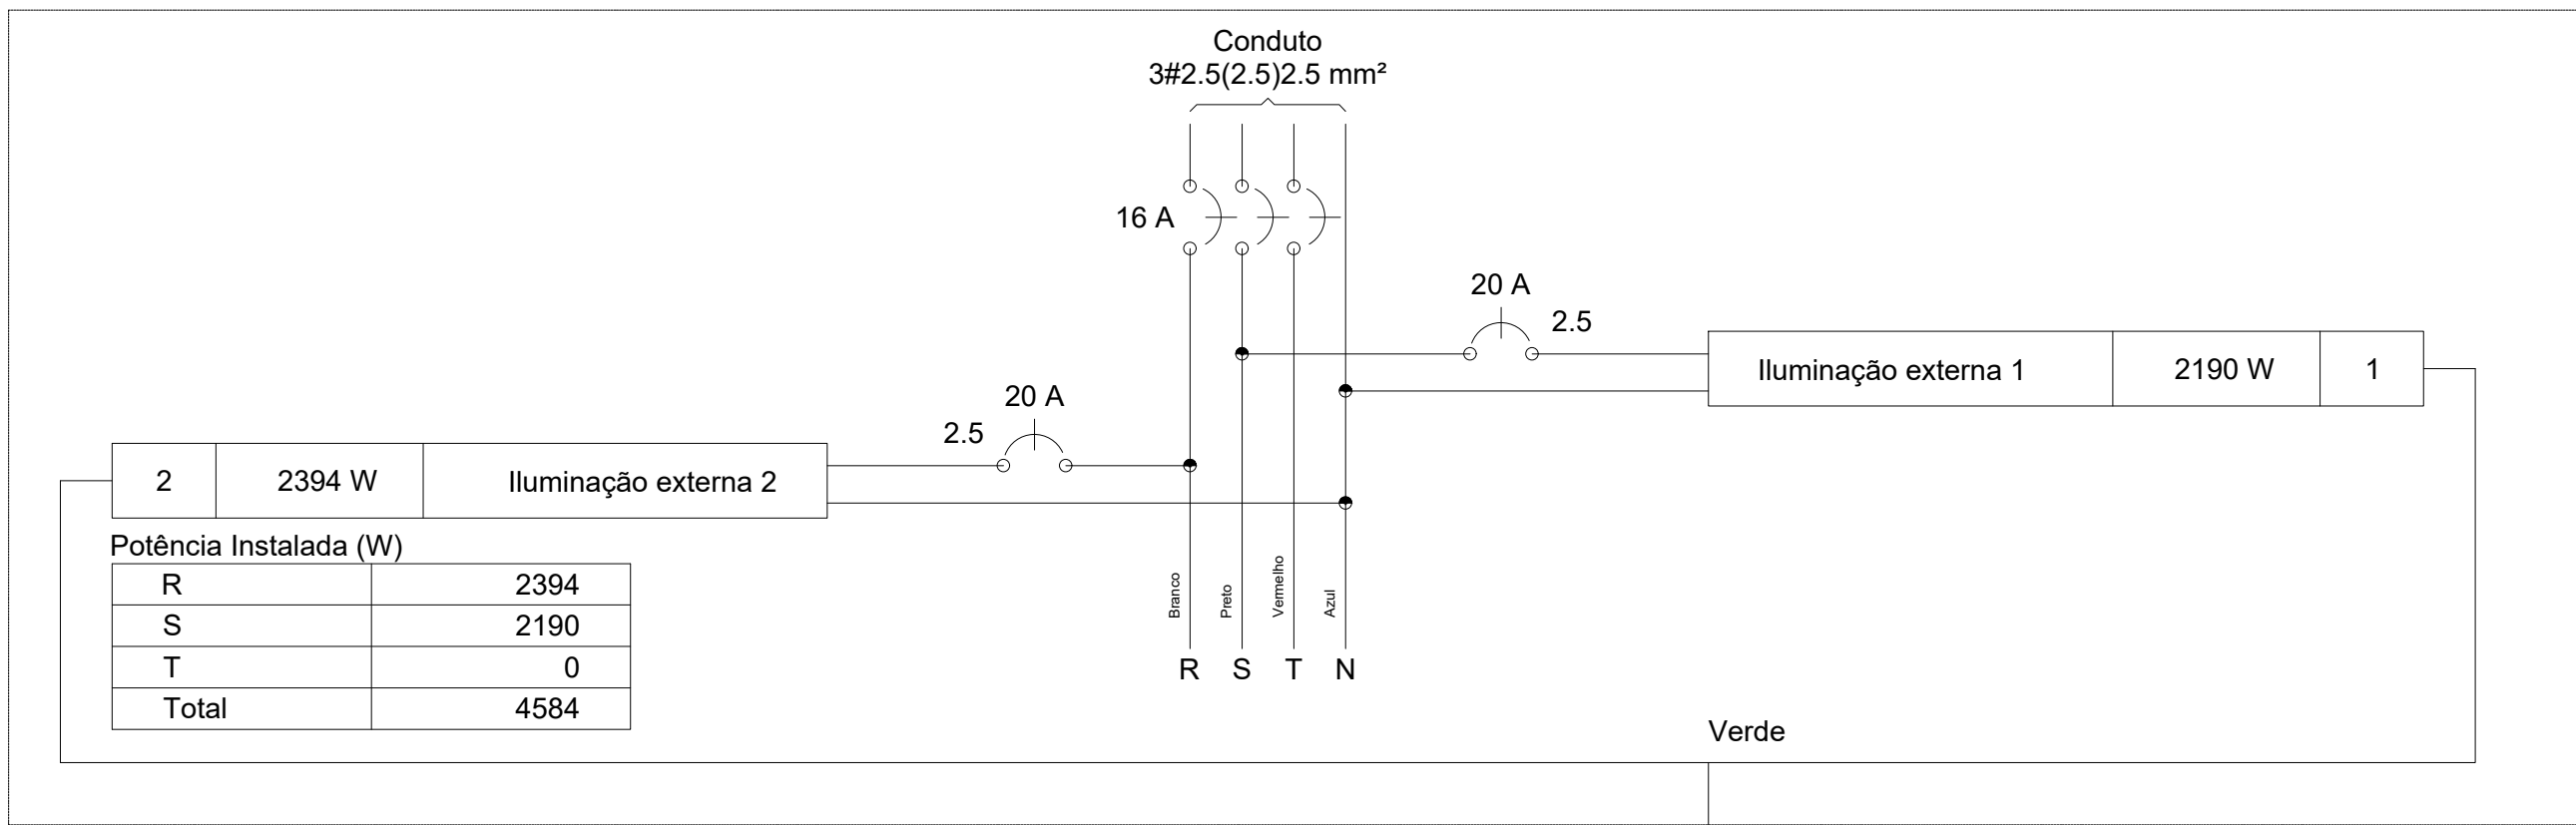 Conduto
3#2.5(2.5)2.5 mm²
16 A
20 A
2.5
Iluminação externa 1 2190 W 1
20 A
2.5
2 2394 W Iluminação externa 2
Potência Instalada (W)
R 2394
S 2190
T 0
Total 4584
Branco
Preto
Vermelho
Azul
R S T N
Verde